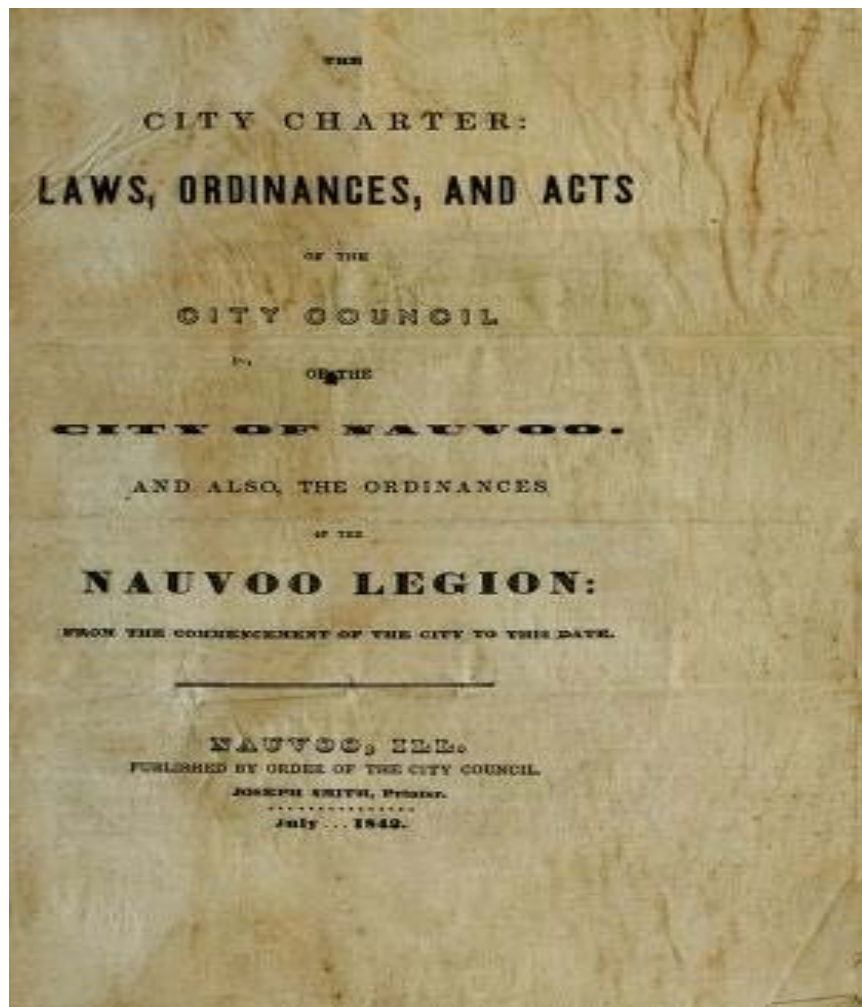 THE
CITY CHARTER:
LAWS, ORDINANCES, AND ACTS
OF THE
CITY COUNCIL
OF THE
CITY OF NAUVOO.
AND ALSO, THE ORDINANCES
OF THE
NAUVOO LEGION:
FROM THE COMMENCEMENT OF THE CITY TO THIS DATE.
NAUVOO, ILL.
PUBLISHED BY ORDER OF THE CITY COUNCIL.
JOSEPH SMITH, Printer.
July ... 1842.